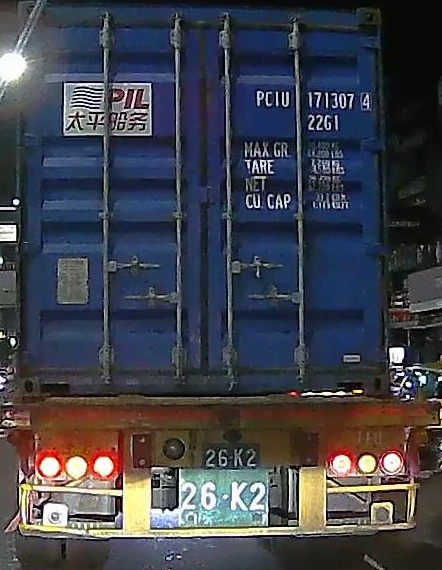 PIL
太平船务
PCIU 171307 4
22G1
MAX GR.
TARE
NET
CU CAP
26-K2
26-K2